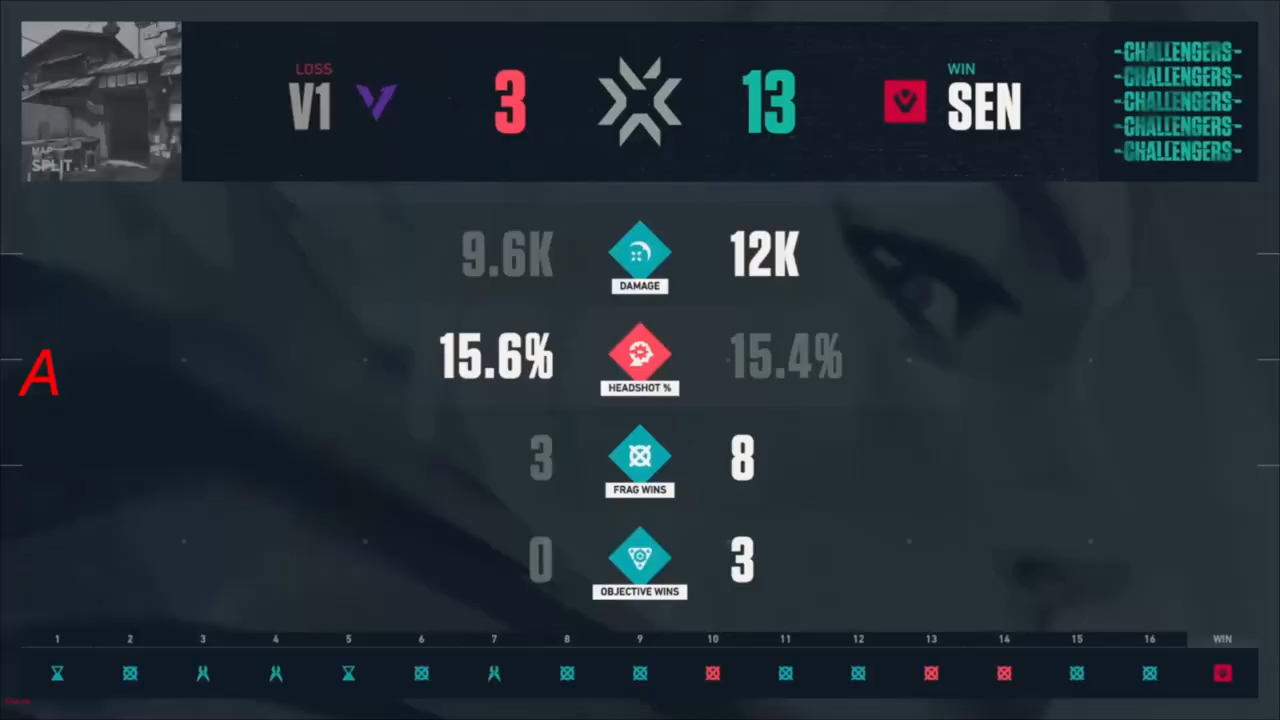 LOSS
V1
3
13
WIN
SEN
-CHALLENGERS-
-CHALLENGERS-
-CHALLENGERS-
-CHALLENGERS-
-CHALLENGERS-
MAP
SPLIT
9.6K
DAMAGE
12K
15.6%
HEADSHOT %
15.4%
A
3
FRAG WINS
8
0
OBJECTIVE WINS
3
1 2 3 4 5 6 7 8 9 10 11 12 13 14 15 16 WIN